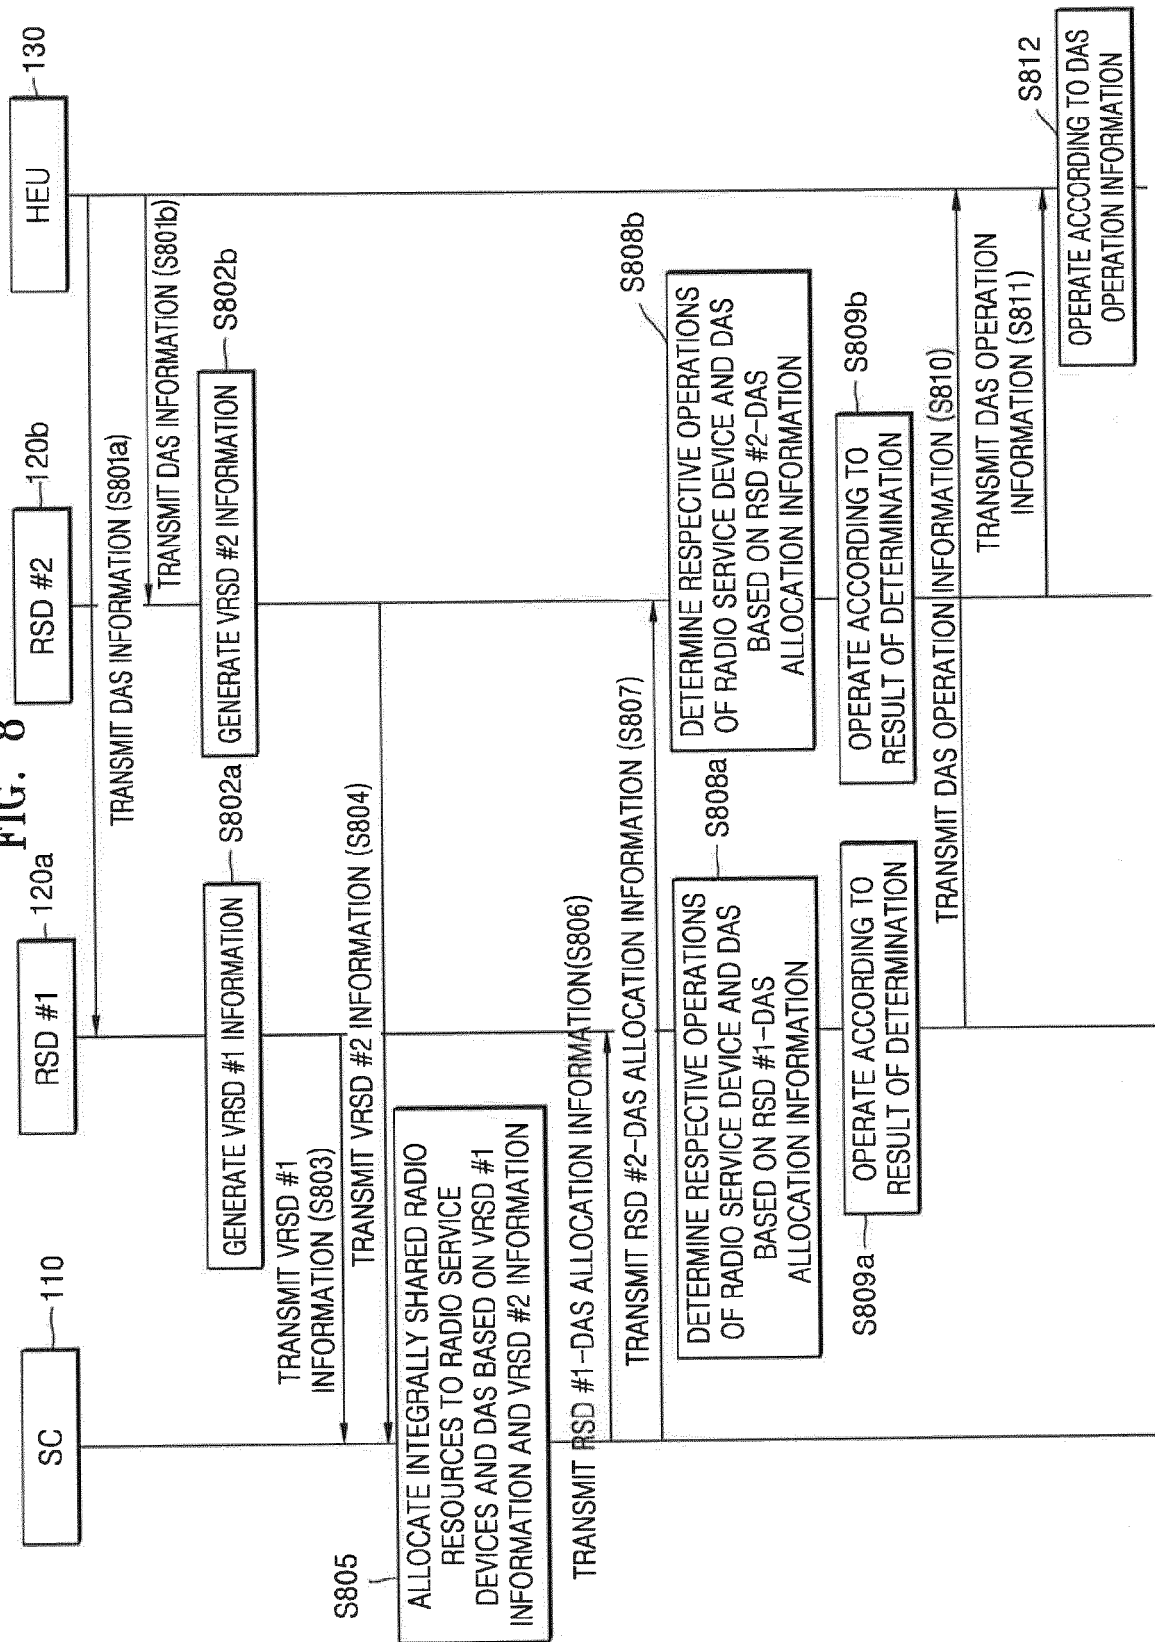 FIG. 8
SC
110
RSD #1
120a
RSD #2
120b
HEU
130
TRANSMIT DAS INFORMATION (S801a)
TRANSMIT DAS INFORMATION (S801b)
GENERATE VRSD #1 INFORMATION
S802a
GENERATE VRSD #2 INFORMATION
S802b
TRANSMIT VRSD #1
INFORMATION (S803)
TRANSMIT VRSD #2 INFORMATION (S804)
S805
ALLOCATE INTEGRALLY SHARED RADIO
RESOURCES TO RADIO SERVICE
DEVICES AND DAS BASED ON VRSD #1
INFORMATION AND VRSD #2 INFORMATION
TRANSMIT RSD #1-DAS ALLOCATION INFORMATION(S806)
TRANSMIT RSD #2-DAS ALLOCATION INFORMATION (S807)
DETERMINE RESPECTIVE OPERATIONS
OF RADIO SERVICE DEVICE AND DAS
BASED ON RSD #1-DAS
ALLOCATION INFORMATION
S808a
DETERMINE RESPECTIVE OPERATIONS
OF RADIO SERVICE DEVICE AND DAS
BASED ON RSD #2-DAS
ALLOCATION INFORMATION
S808b
S809a
OPERATE ACCORDING TO
RESULT OF DETERMINATION
OPERATE ACCORDING TO
RESULT OF DETERMINATION
S809b
TRANSMIT DAS OPERATION INFORMATION (S810)
TRANSMIT DAS OPERATION
INFORMATION (S811)
S812
OPERATE ACCORDING TO DAS
OPERATION INFORMATION